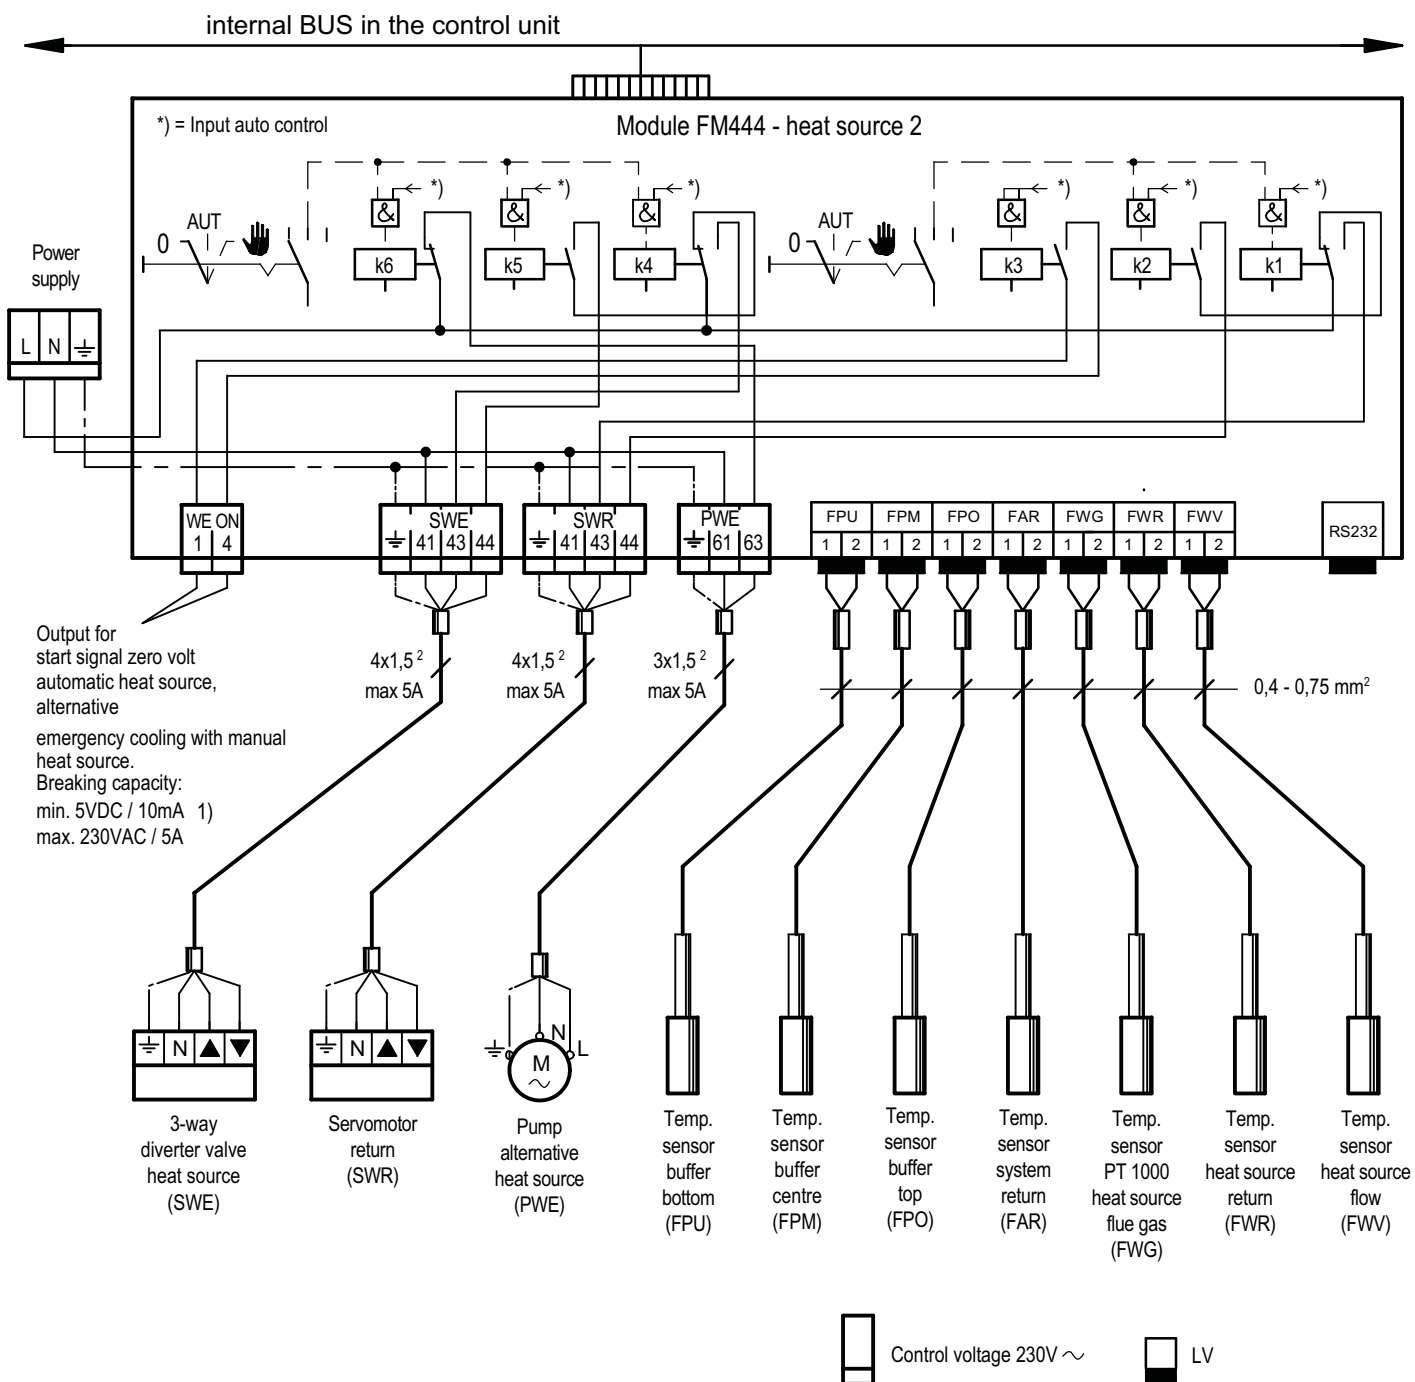 internal BUS in the control unit
*) = Input auto control
Module FM444 - heat source 2
*) *) *) *) *) *)
& & & & & &
0 AUT 0 AUT
k6 k5 k4 k3 k2 k1
Power
supply
L N
WE ON SWE SWR PWE
1 4 41 43 44 41 43 44 61 63
FPU FPM FPO FAR FWG FWR FWV
1 2 1 2 1 2 1 2 1 2 1 2 1 2
RS232
Output for
start signal zero volt
automatic heat source,
alternative
emergency cooling with manual
heat source.
Breaking capacity:
min. 5VDC / 10mA 1)
max. 230VAC / 5A
4x1,5 ²
max 5A
4x1,5 ²
max 5A
3x1,5 ²
max 5A
0,4 - 0,75 mm²
N
N
M
N
L
3-way
diverter valve
heat source
(SWE)
Servomotor
return
(SWR)
Pump
alternative
heat source
(PWE)
Temp.
sensor
buffer
bottom
(FPU)
Temp.
sensor
buffer
centre
(FPM)
Temp.
sensor
buffer
top
(FPO)
Temp.
sensor
system
return
(FAR)
Temp.
sensor
PT 1000
heat source
flue gas
(FWG)
Temp.
sensor
heat source
return
(FWR)
Temp.
sensor
heat source
flow
(FWV)
Control voltage 230V ~
LV